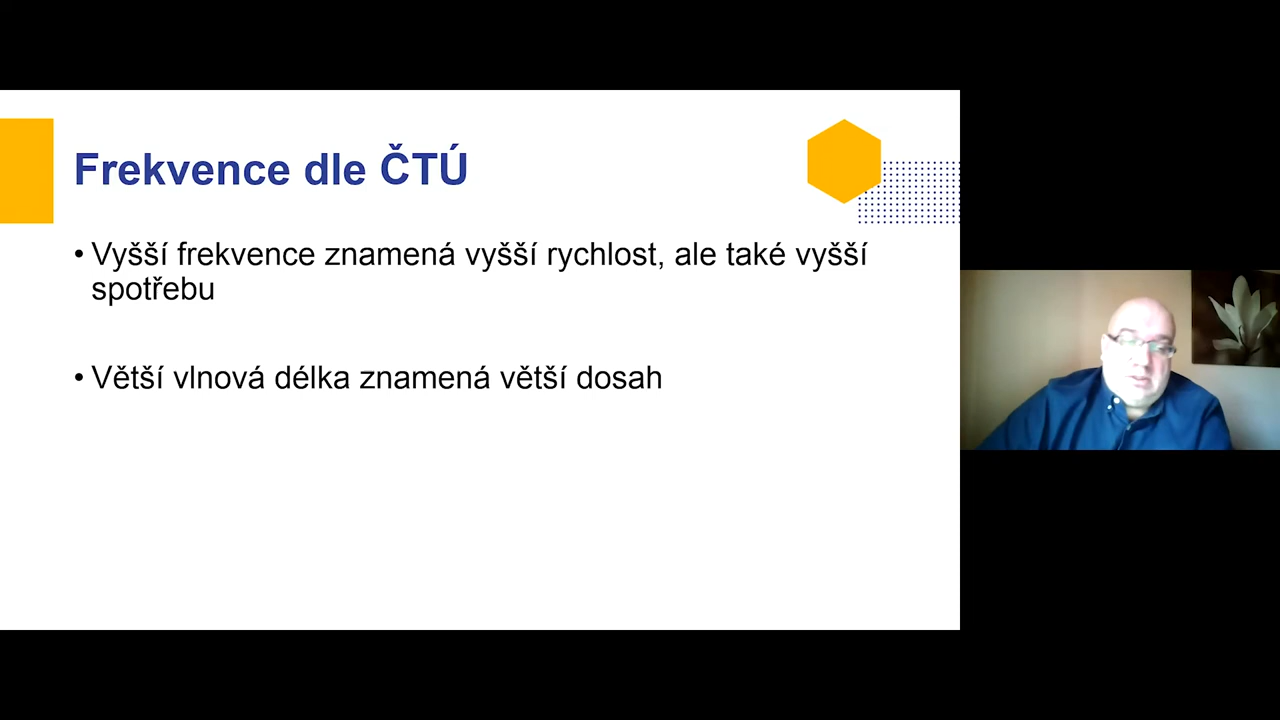 Frekvence dle ČTÚ
• Vyšší frekvence znamená vyšší rychlost, ale také vyšší
spotřebu
• Větší vlnová délka znamená větší dosah